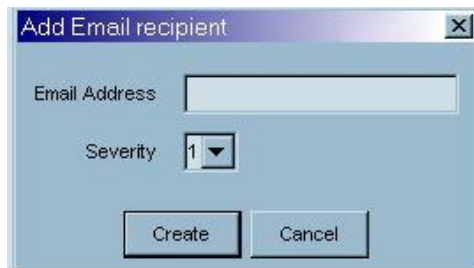 Add Email recipient
Email Address
Severity 1
Create Cancel